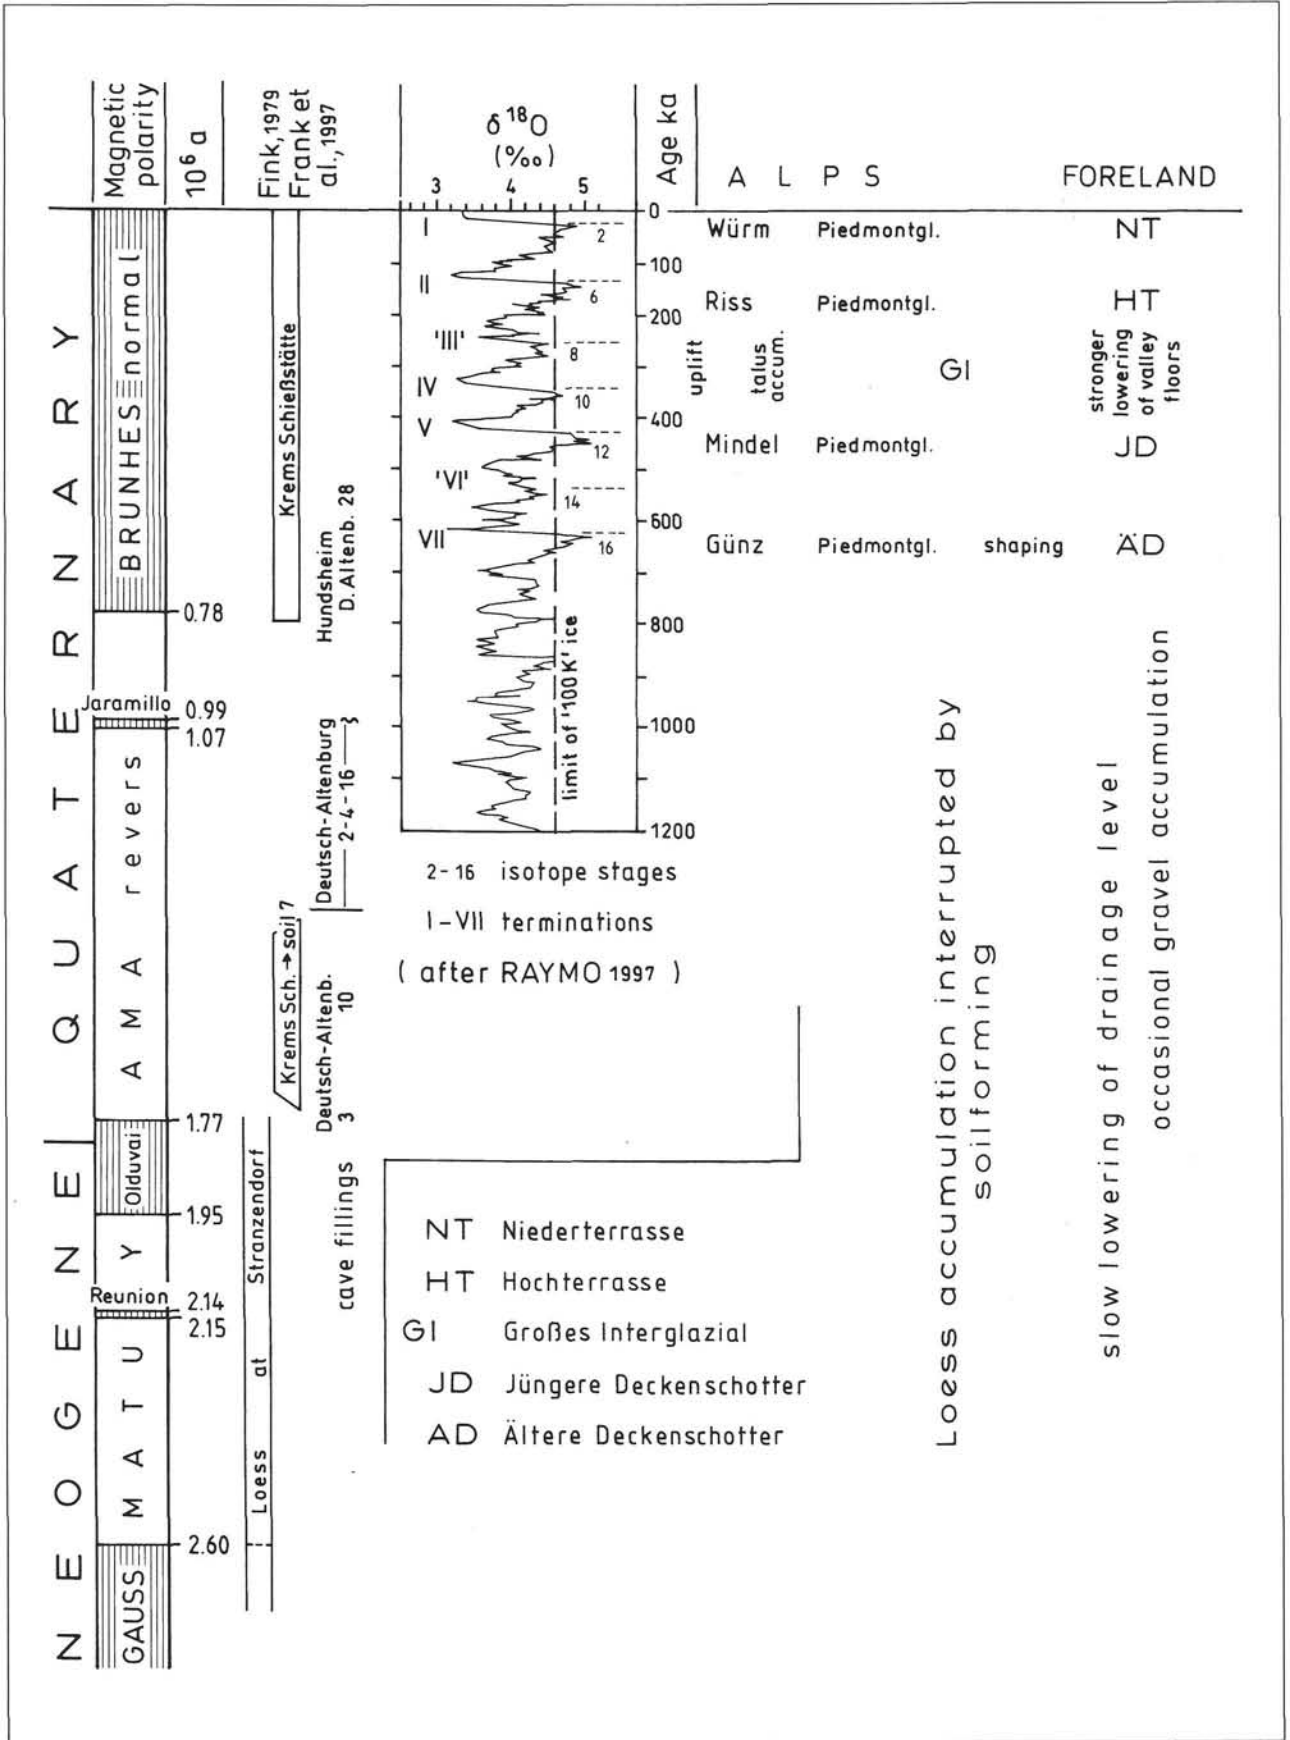 Magnetic
polarity
10⁶ a
Fink,1979
Frank et
al.,1997
δ ¹⁸O
(‰)
3 4 5
Age ka
A L P S
FORELAND
QUATERNARY
NEOGENE
BRUNHES normal
0.78
Jaramillo
0.99
1.07
MATUYAMA revers
1.77
Olduvai
1.95
Reunion
2.14
2.15
2.60
GAUSS
Krems Schießstätte
Hundsheim
D. Altenb. 28
Deutsch-Altenburg
2-4-16
Krems Sch. → soil 7
Deutsch-Altenb.
3 10
cave fillings
Loess at Stranzendorf
I
II
'III'
IV
V
'VI'
VII
2
6
8
10
12
14
16
limit of '100 K' ice
0
100
200
400
600
800
1000
1200
Würm Piedmontgl. NT
Riss Piedmontgl. HT
uplift
talus
accum.
GI
stronger
lowering
of valley
floors
Mindel Piedmontgl. JD
Günz Piedmontgl. shaping ÄD
Loess accumulation interrupted by
soilforming
slow lowering of drainage level
occasional gravel accumulation
2-16 isotope stages
I-VII terminations
( after RAYMO 1997 )
NT Niederterrasse
HT Hochterrasse
GI Großes Interglazial
JD Jüngere Deckenschotter
AD Ältere Deckenschotter